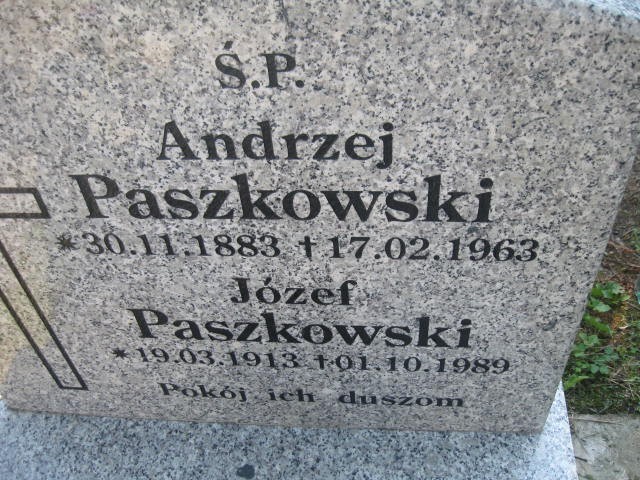 Ś.P.
Andrzej
Paszkowski
*30.11.1883 †17.02.1963
Józef
Paszkowski
*19.03.1913 †01.10.1989
Pokój ich duszom